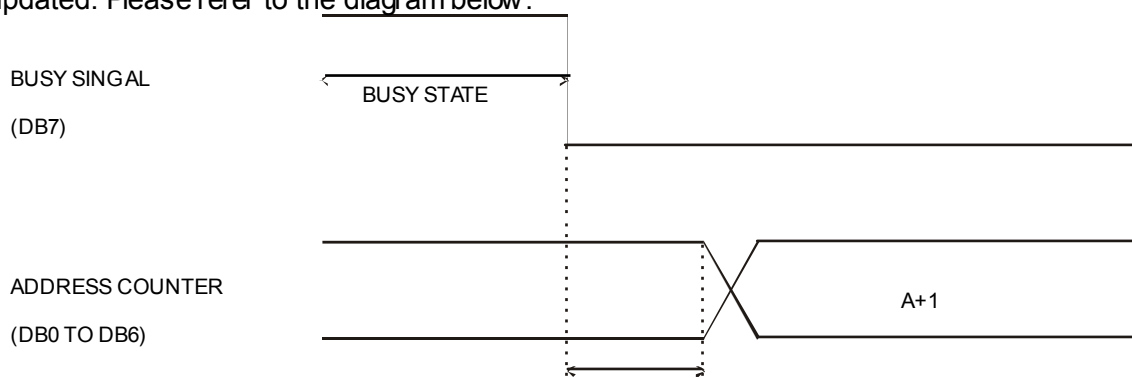 updated. Please refer to the diagram below:
BUSY SINGAL
(DB7)
BUSY STATE
ADDRESS COUNTER
(DB0 TO DB6)
A+1